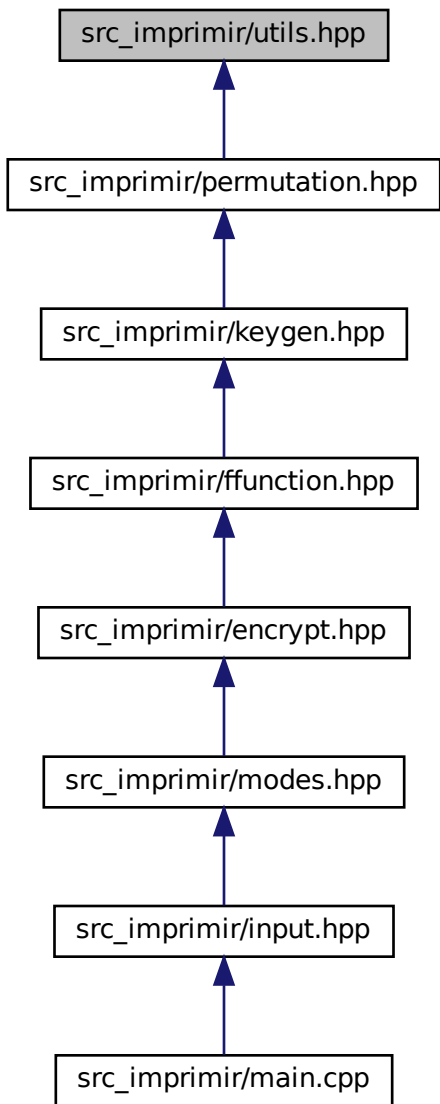 src_imprimir/utils.hpp
src_imprimir/permutation.hpp
src_imprimir/keygen.hpp
src_imprimir/ffunction.hpp
src_imprimir/encrypt.hpp
src_imprimir/modes.hpp
src_imprimir/input.hpp
src_imprimir/main.cpp